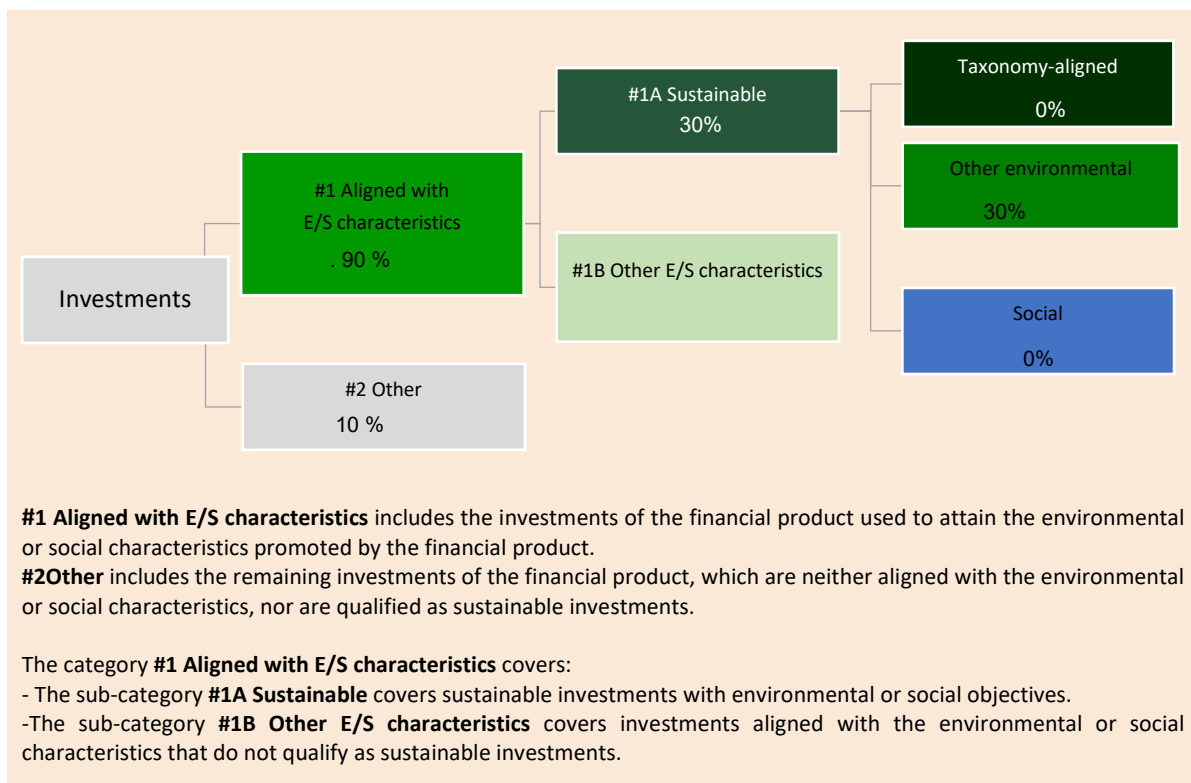 Taxonomy-aligned
0%
#1A Sustainable
30%
Other environmental
30%
#1 Aligned with
E/S characteristics
. 90 %
#1B Other E/S characteristics
Investments
Social
0%
#2 Other
10 %
#1 Aligned with E/S characteristics includes the investments of the financial product used to attain the environmental
or social characteristics promoted by the financial product.
#2Other includes the remaining investments of the financial product, which are neither aligned with the environmental
or social characteristics, nor are qualified as sustainable investments.
The category #1 Aligned with E/S characteristics covers:
- The sub-category #1A Sustainable covers sustainable investments with environmental or social objectives.
-The sub-category #1B Other E/S characteristics covers investments aligned with the environmental or social
characteristics that do not qualify as sustainable investments.